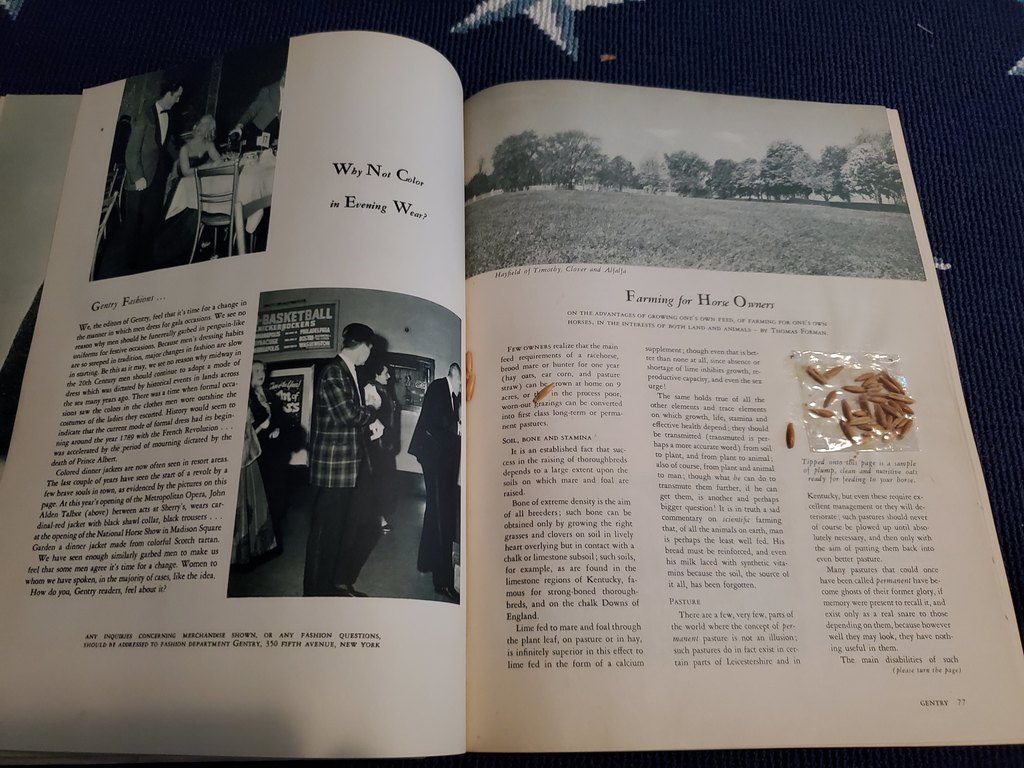 Why Not Color
in Evening Wear?
Gentry Fashions ...
We, the editors of Gentry, feel that it's time for a change in
the manner in which men dress for gala occasions. We see no
reason why men should be funereally garbed in penguin-like
uniforms for festive occasions. Because men's dressing habits
are so steeped in tradition, major changes in fashion are slow
in starting. Be this as it may, we see no reason why midway in
the 20th Century men should continue to adopt a mode of
dress which was dictated by historical events in lands across
the sea many years ago. There was a time when formal occa-
sions saw the colors in the clothes men wore outshine the
costumes of the ladies they escorted. History would seem to
indicate that the current mode of formal dress had its begin-
ning around the year 1789 with the French Revolution . . .
was accelerated by the period of mourning dictated by the
death of Prince Albert.
Colored dinner jackets are now often seen in resort areas.
The last couple of years have seen the start of a revolt by a
few brave souls in town, as evidenced by the pictures on this
page. At this year's opening of the Metropolitan Opera, John
Alden Talbot (above) between acts at Sherry's, wears car-
dinal-red jacket with black shawl collar, black trousers . . .
at the opening of the National Horse Show in Madison Square
Garden a dinner jacket made from colorful Scotch tartan.
We have seen enough similarly garbed men to make us
feel that some men agree it's time for a change. Women to
whom we have spoken, in the majority of cases, like the idea.
How do you, Gentry readers, feel about it?
BASKETBALL
KNICKERBOCKERS
ANY INQUIRIES CONCERNING MERCHANDISE SHOWN, OR ANY FASHION QUESTIONS,
SHOULD BE ADDRESSED TO FASHION DEPARTMENT GENTRY, 350 FIFTH AVENUE, NEW YORK
Hayfield of Timothy, Clover and Alfalfa
Farming for Horse Owners
ON THE ADVANTAGES OF GROWING ONE'S OWN FEED, OF FARMING FOR ONE'S OWN
HORSES, IN THE INTERESTS OF BOTH LAND AND ANIMALS — BY THOMAS FORMAN
Few owners realize that the main
feed requirements of a racehorse,
brood mare or hunter for one year
(hay oats, ear corn, and pasture
straw) can be grown at home on 9
acres, or in the process poor,
worn-out grazings can be converted
into first class long-term or perma-
nent pastures.
SOIL, BONE AND STAMINA
It is an established fact that suc-
cess in the raising of thoroughbreds
depends to a large extent upon the
soils on which mare and foal are
raised.
Bone of extreme density is the aim
of all breeders; such bone can be
obtained only by growing the right
grasses and clovers on soil in lively
heart overlying but in contact with a
chalk or limestone subsoil; such soils,
for example, as are found in the
limestone regions of Kentucky, fa-
mous for strong-boned thorough-
breds, and on the chalk Downs of
England.
Lime fed to mare and foal through
the plant leaf, on pasture or in hay,
is infinitely superior in this effect to
lime fed in the form of a calcium
supplement; though even that is bet-
ter than none at all, since absence or
shortage of lime inhibits growth, re-
productive capacity, and even the sex
urge!
The same holds true of all the
other elements and trace elements
on which growth, life, stamina and
effective health depend; they should
be transmitted (transmuted is per-
haps a more accurate word) from soil
to plant, and from plant to animal;
also of course, from plant and animal
to man; though what he can do to
transmute them further, if he can
get them, is another and perhaps
bigger question! It is in truth a sad
commentary on scientific farming
that, of all the animals on earth, man
is perhaps the least well fed. His
bread must be reinforced, and even
his milk laced with synthetic vita-
mins because the soil, the source of
it all, has been forgotten.
PASTURE
There are a few, very few, parts of
the world where the concept of per-
manent pasture is not an illusion;
such pastures do in fact exist in cer-
tain parts of Leicestershire and in
Tipped onto this page is a sample
of plump, clean and nutritive oats
ready for feeding to your horse.
Kentucky, but even these require ex-
cellent management or they will de-
teriorate; such pastures should never
of course be plowed up until abso-
lutely necessary, and then only with
the aim of putting them back into
even better pasture.
Many pastures that could once
have been called permanent have be-
come ghosts of their former glory, if
memory were present to recall it, and
exist only as a real snare to those
depending on them, because however
well they may look, they have noth-
ing useful in them.
The main disabilities of such
(please turn the page)
GENTRY 77